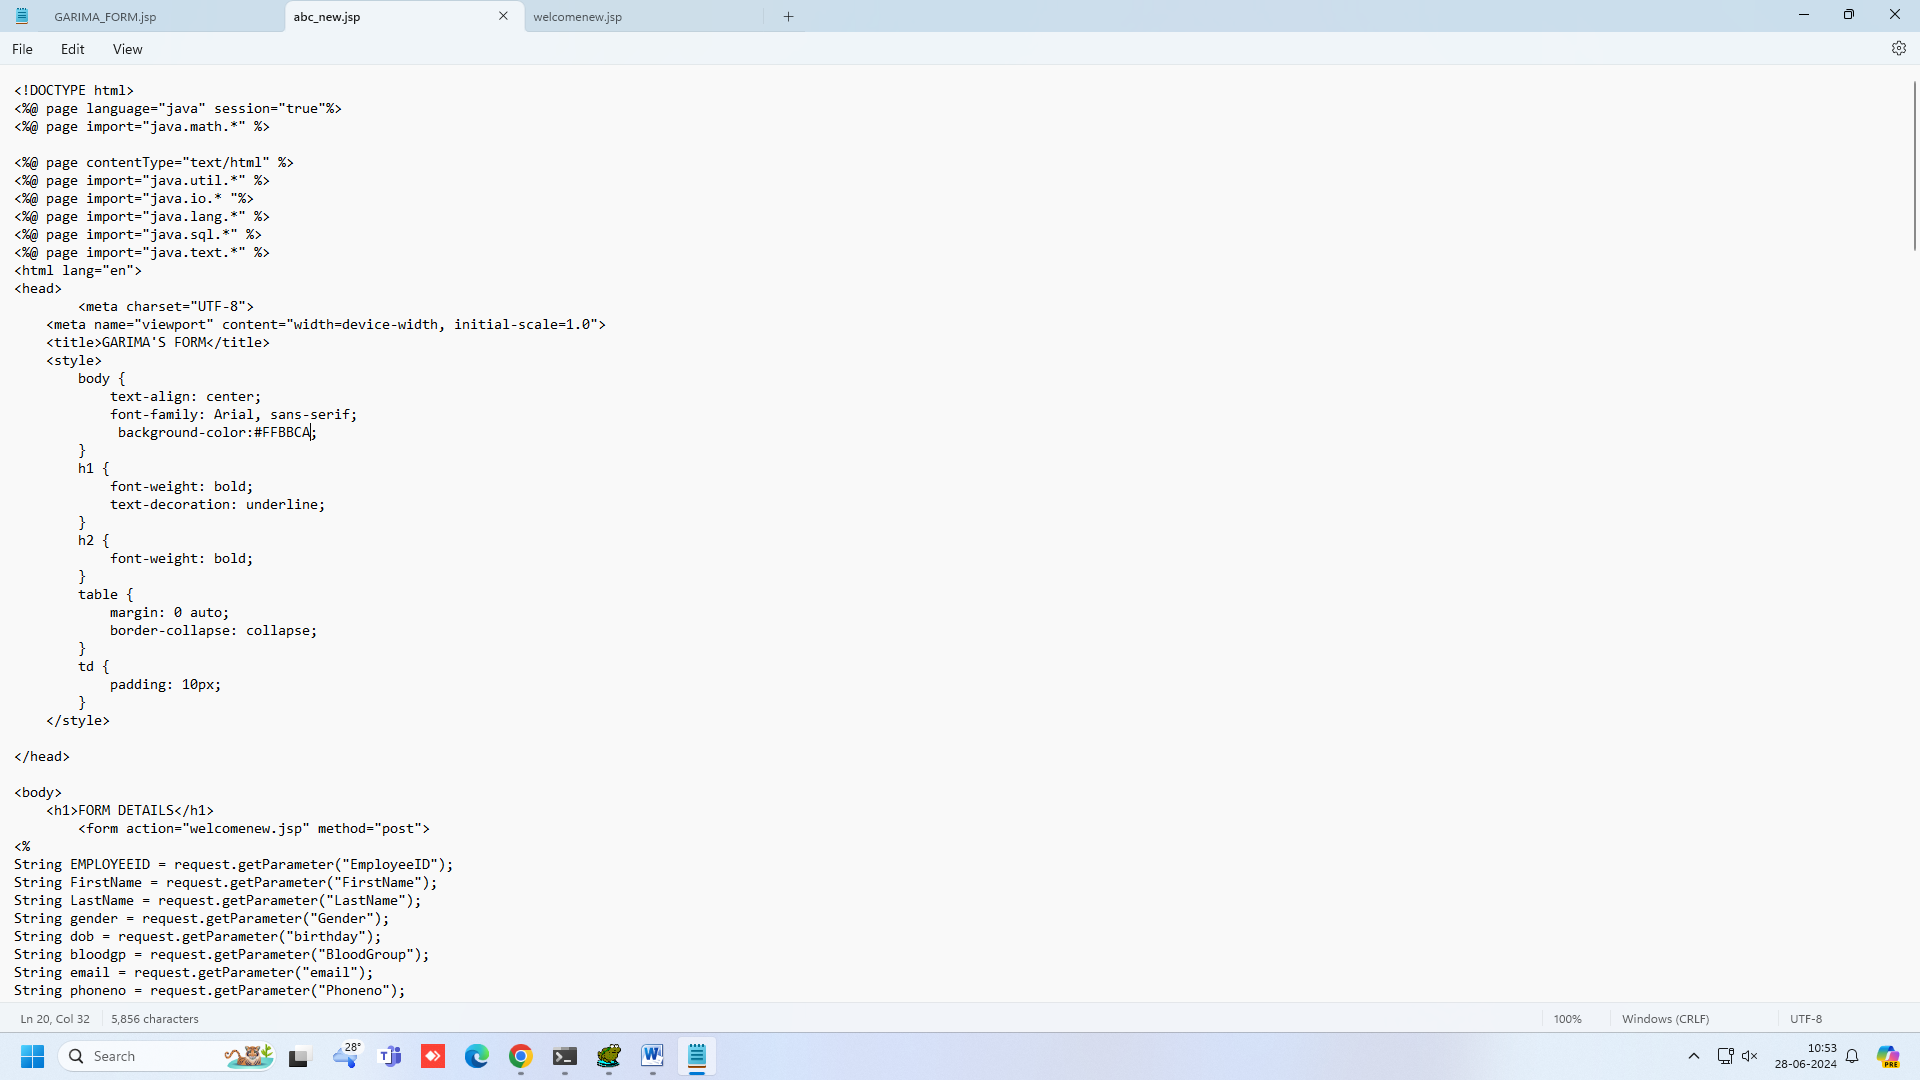 GARIMA_FORM.jsp
abc_new.jsp
welcomenew.jsp
File Edit View
<!DOCTYPE html>
<%@ page language="java" session="true"%>
<%@ page import="java.math.*" %>
<%@ page contentType="text/html" %>
<%@ page import="java.util.*" %>
<%@ page import="java.io.* "%>
<%@ page import="java.lang.*" %>
<%@ page import="java.sql.*" %>
<%@ page import="java.text.*" %>
<html lang="en">
<head>
<meta charset="UTF-8">
<meta name="viewport" content="width=device-width, initial-scale=1.0">
<title>GARIMA'S FORM</title>
<style>
body {
text-align: center;
font-family: Arial, sans-serif;
background-color:#FFBBCA;
}
h1 {
font-weight: bold;
text-decoration: underline;
}
h2 {
font-weight: bold;
}
table {
margin: 0 auto;
border-collapse: collapse;
}
td {
padding: 10px;
}
</style>
</head>
<body>
<h1>FORM DETAILS</h1>
<form action="welcomenew.jsp" method="post">
<%
String EMPLOYEEID = request.getParameter("EmployeeID");
String FirstName = request.getParameter("FirstName");
String LastName = request.getParameter("LastName");
String gender = request.getParameter("Gender");
String dob = request.getParameter("birthday");
String bloodgp = request.getParameter("BloodGroup");
String email = request.getParameter("email");
String phoneno = request.getParameter("Phoneno");
Ln 20, Col 32 5,856 characters 100% Windows (CRLF) UTF-8
Search
28°
10:53
28-06-2024
PRE